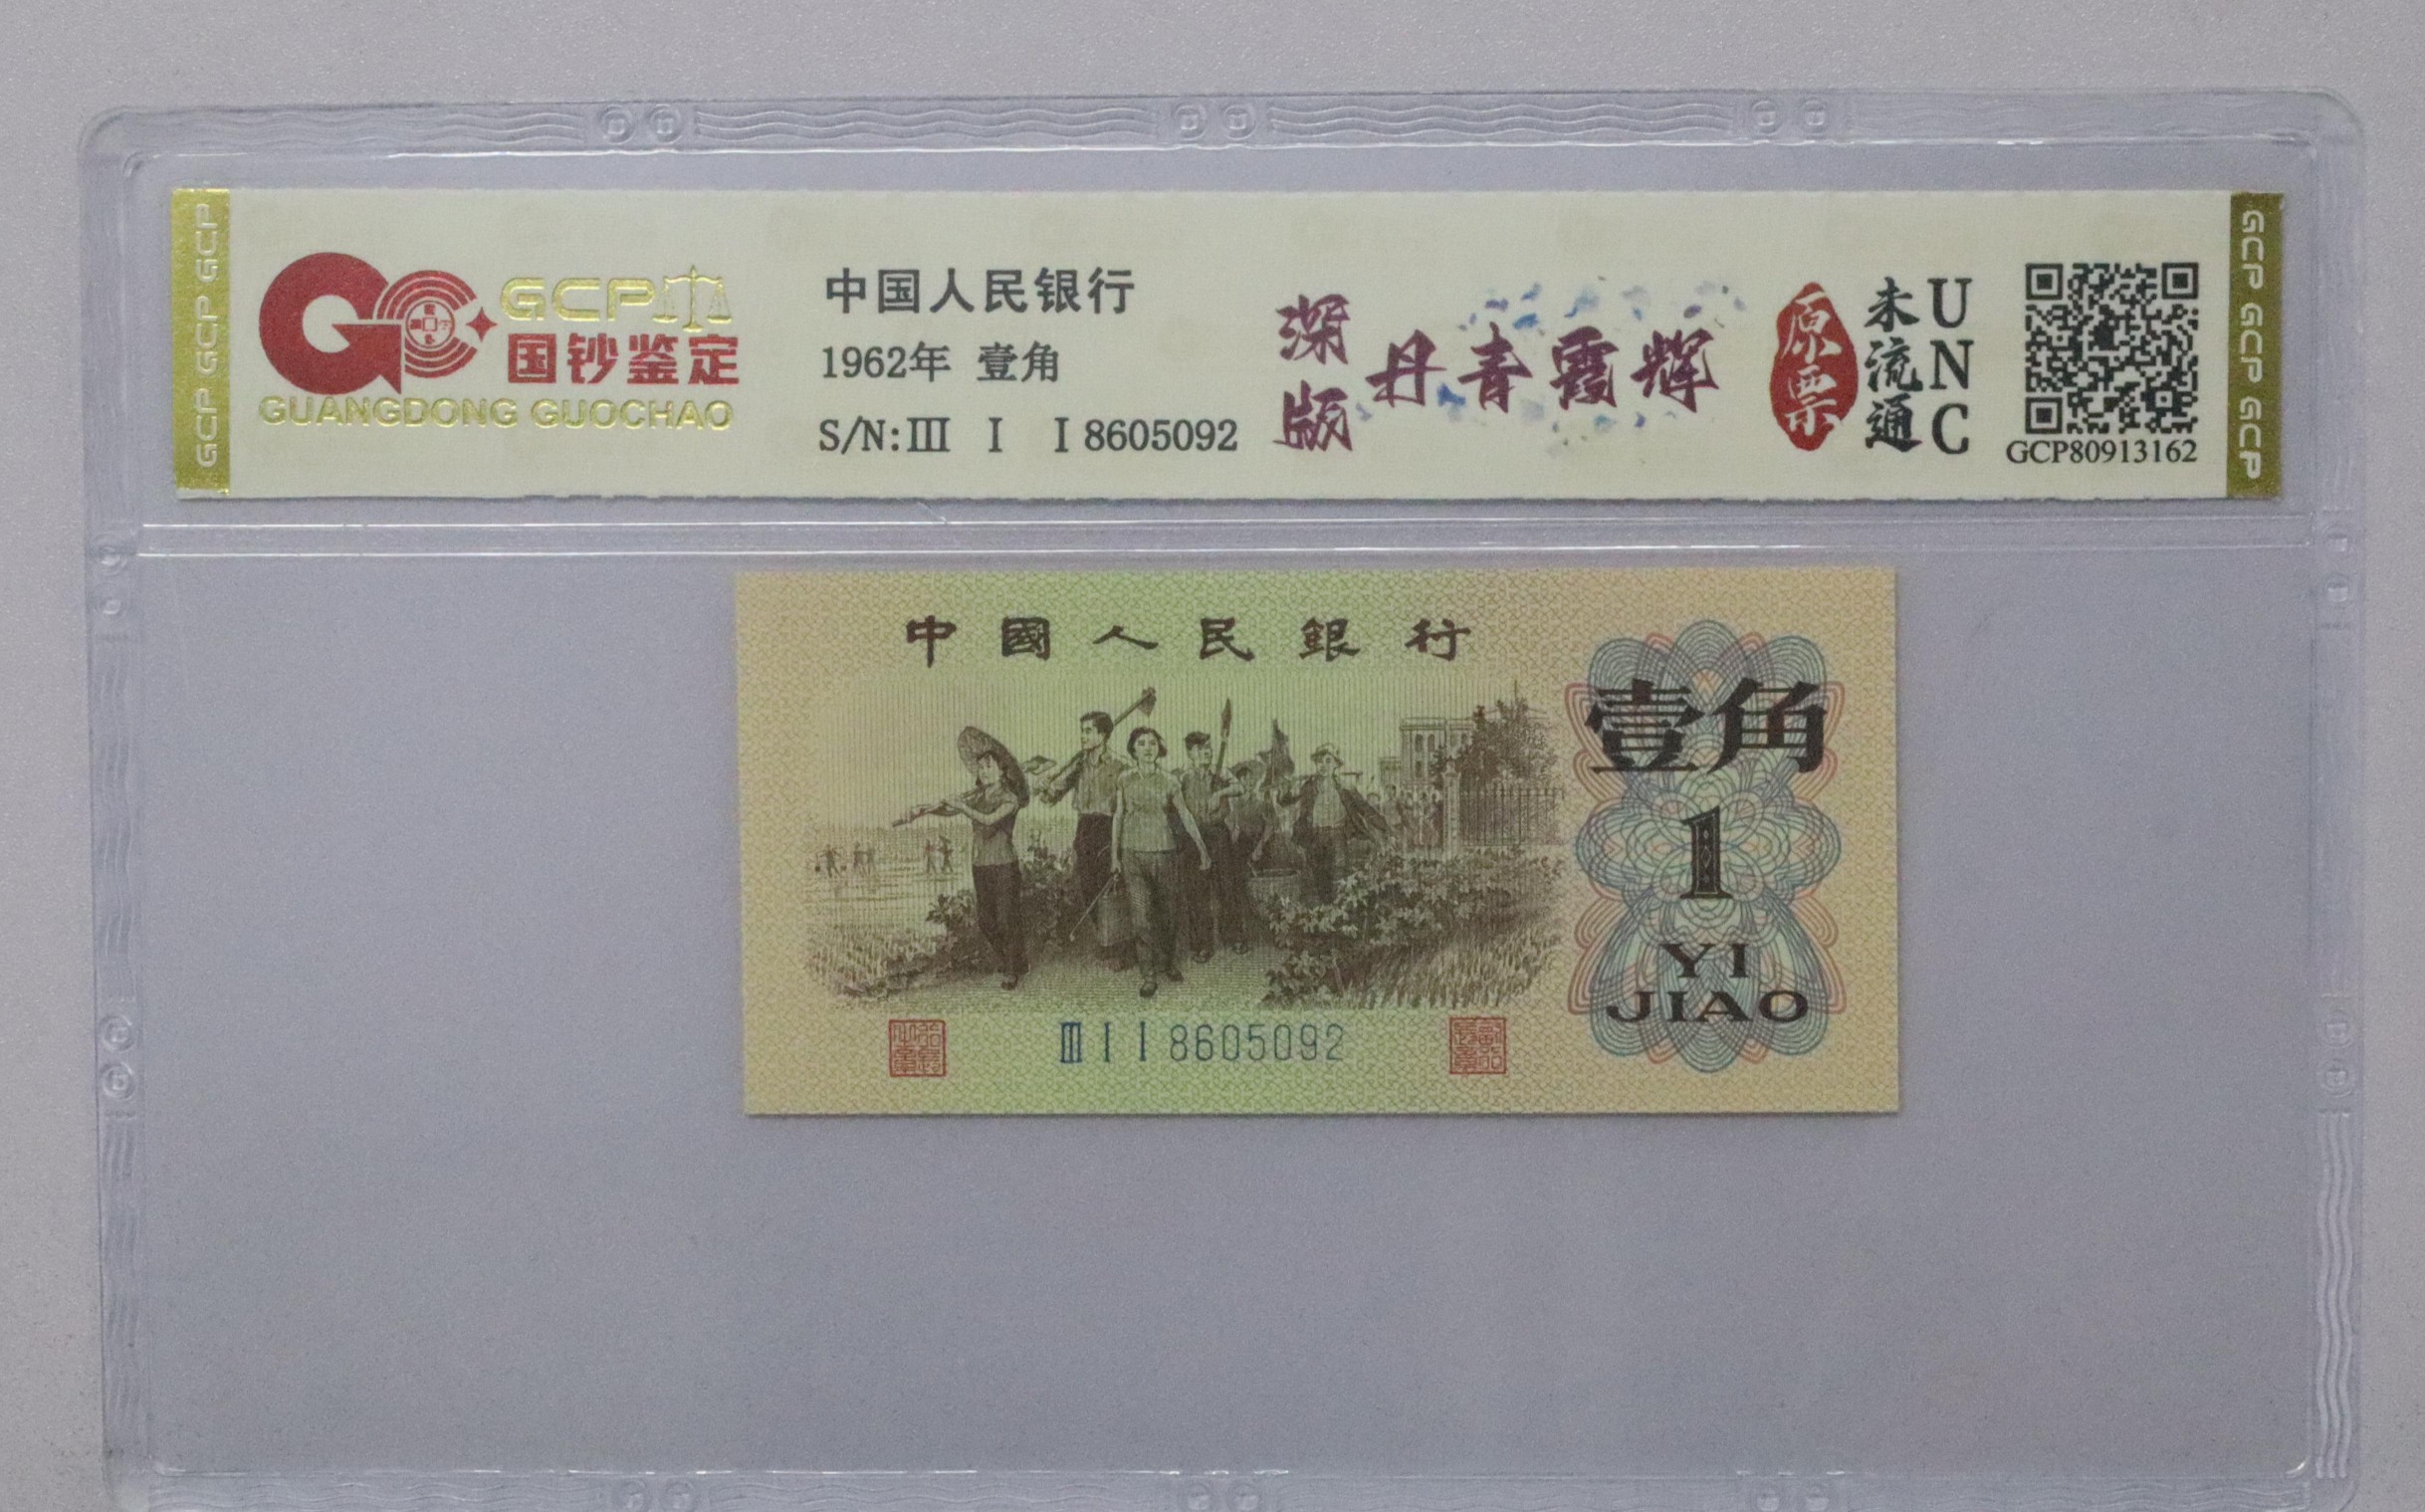 GCP GCP GCP
GCP
国钞鉴定
GUANGDONG GUOCHAO
中国人民银行
1962年 壹角
S/N:III I I 8605092
深版
丹青霞辉
原票
未流通
UNC
GCP80913162
GCP GCP GCP
中國人民銀行
壹角
1
YI
JIAO
III I I 8605092